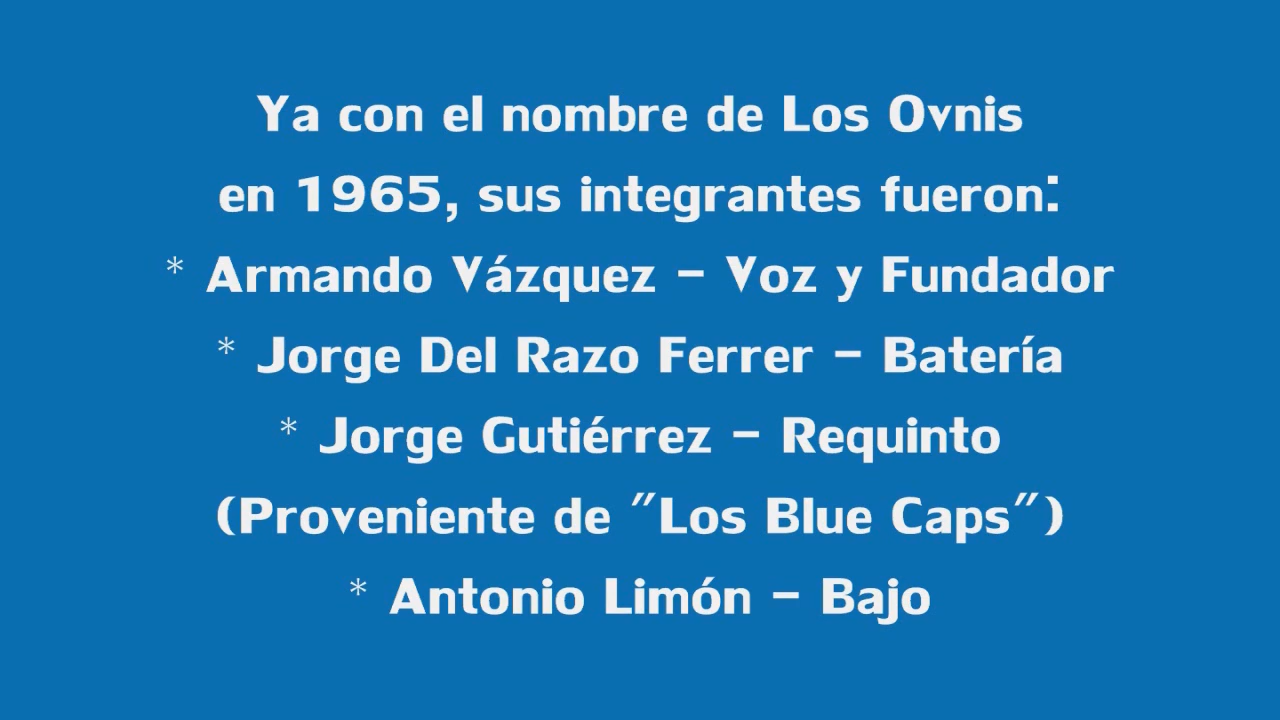 Ya con el nombre de Los Ovnis
en 1965, sus integrantes fueron:
* Armando Vázquez - Voz y Fundador
* Jorge Del Razo Ferrer - Batería
* Jorge Gutiérrez - Requinto
(Proveniente de "Los Blue Caps")
* Antonio Limón - Bajo